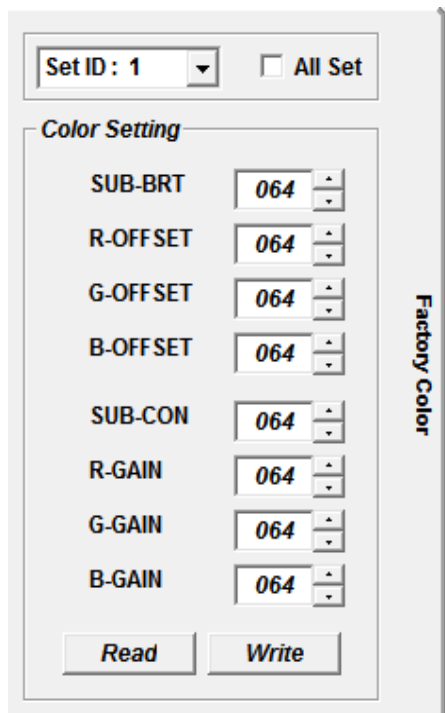 Set ID : 1
All Set
Color Setting
SUB-BRT 064
R-OFFSET 064
G-OFFSET 064
B-OFFSET 064
SUB-CON 064
R-GAIN 064
G-GAIN 064
B-GAIN 064
Read Write
Factory Color